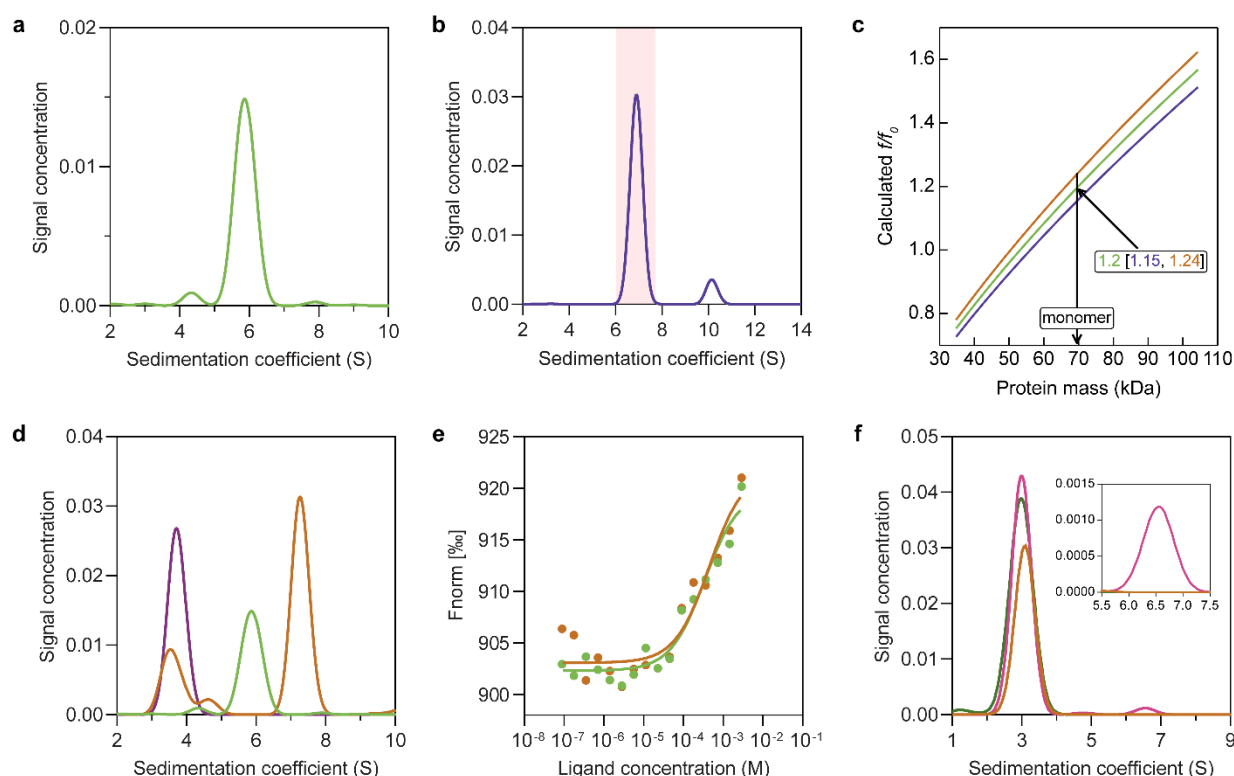 a
0.02
0.01
0.00
Signal concentration
2 4 6 8 10
Sedimentation coefficient (S)
b
0.04
0.03
0.02
0.01
0.00
Signal concentration
2 4 6 8 10 12 14
Sedimentation coefficient (S)
c
1.6
1.4
1.2
1.0
0.8
Calculated f/f0
1.2 [1.15, 1.24]
monomer
30 40 50 60 70 80 90 100 110
Protein mass (kDa)
d
0.04
0.03
0.02
0.01
0.00
Signal concentration
2 4 6 8 10
Sedimentation coefficient (S)
e
925
920
915
910
905
900
Fnorm [‰]
10-8 10-7 10-6 10-5 10-4 10-3 10-2 10-1
Ligand concentration (M)
f
0.05
0.04
0.03
0.02
0.01
0.00
Signal concentration
0.0015
0.0010
0.0005
0.0000
5.5 6.0 6.5 7.0 7.5
1 3 5 7 9
Sedimentation coefficient (S)